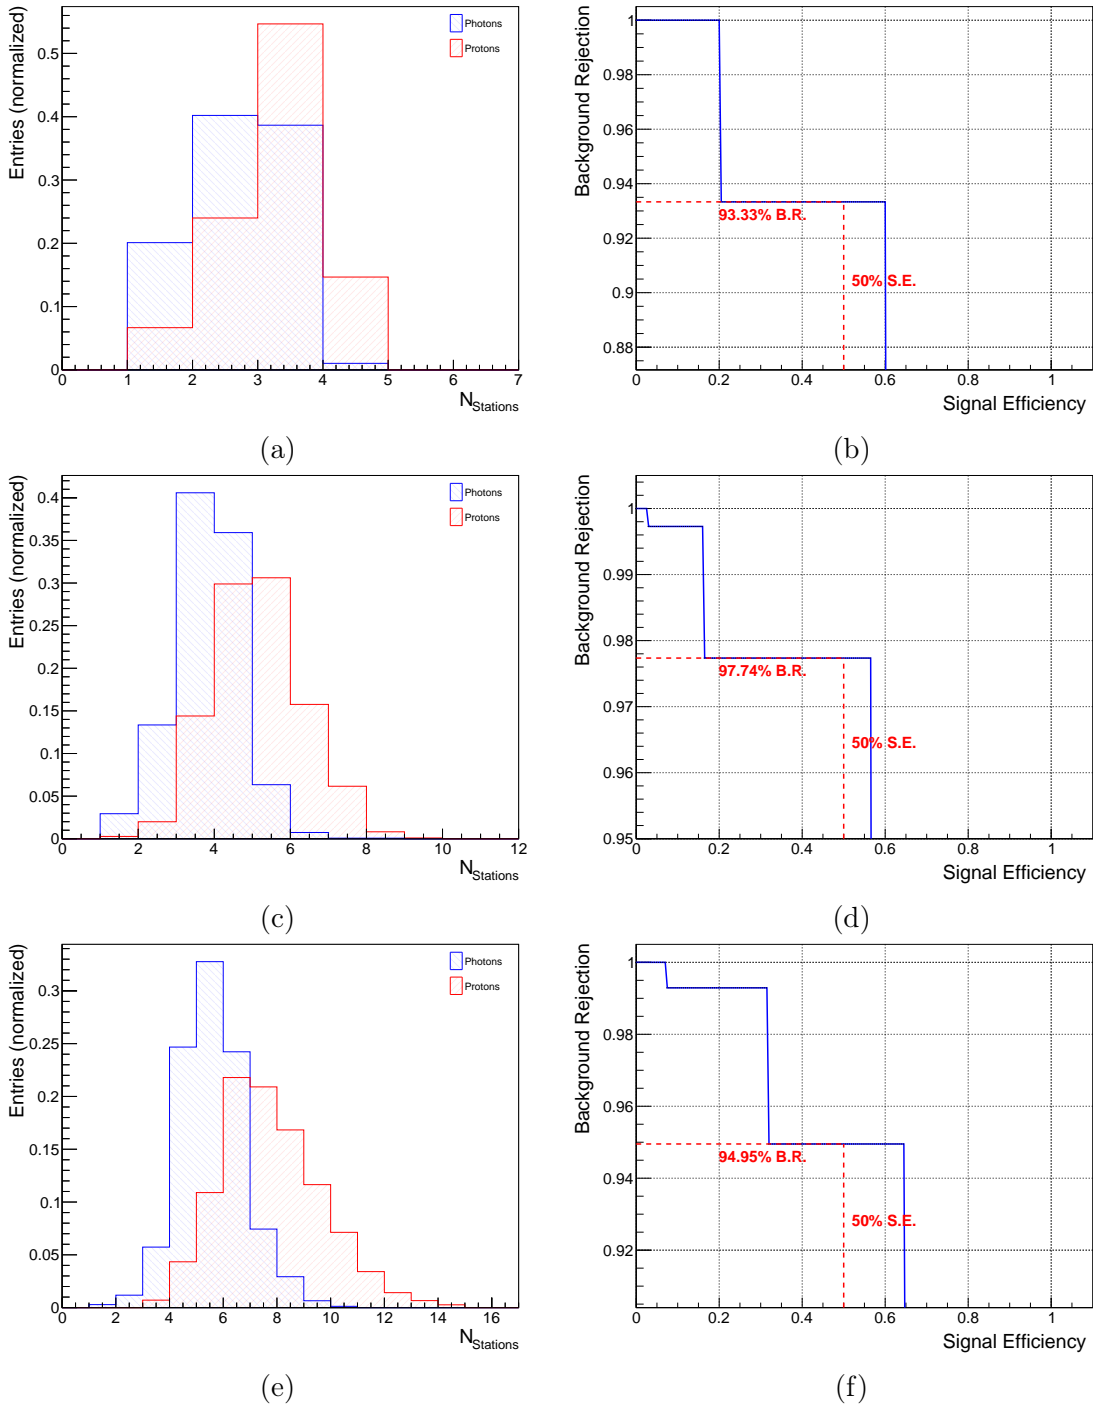 Entries (normalized)
Photons
Protons
0.5
0.4
0.3
0.2
0.1
0
0 1 2 3 4 5 6 7
N_Stations
(a)
Background Rejection
1
0.98
0.96
0.94
0.92
0.9
0.88
93.33% B.R.
50% S.E.
0 0.2 0.4 0.6 0.8 1
Signal Efficiency
(b)
Entries (normalized)
Photons
Protons
0.4
0.35
0.3
0.25
0.2
0.15
0.1
0.05
0
0 2 4 6 8 10 12
N_Stations
(c)
Background Rejection
1
0.99
0.98
0.97
0.96
0.95
97.74% B.R.
50% S.E.
0 0.2 0.4 0.6 0.8 1
Signal Efficiency
(d)
Entries (normalized)
Photons
Protons
0.3
0.25
0.2
0.15
0.1
0.05
0
0 2 4 6 8 10 12 14 16
N_Stations
(e)
Background Rejection
1
0.98
0.96
0.94
0.92
94.95% B.R.
50% S.E.
0 0.2 0.4 0.6 0.8 1
Signal Efficiency
(f)